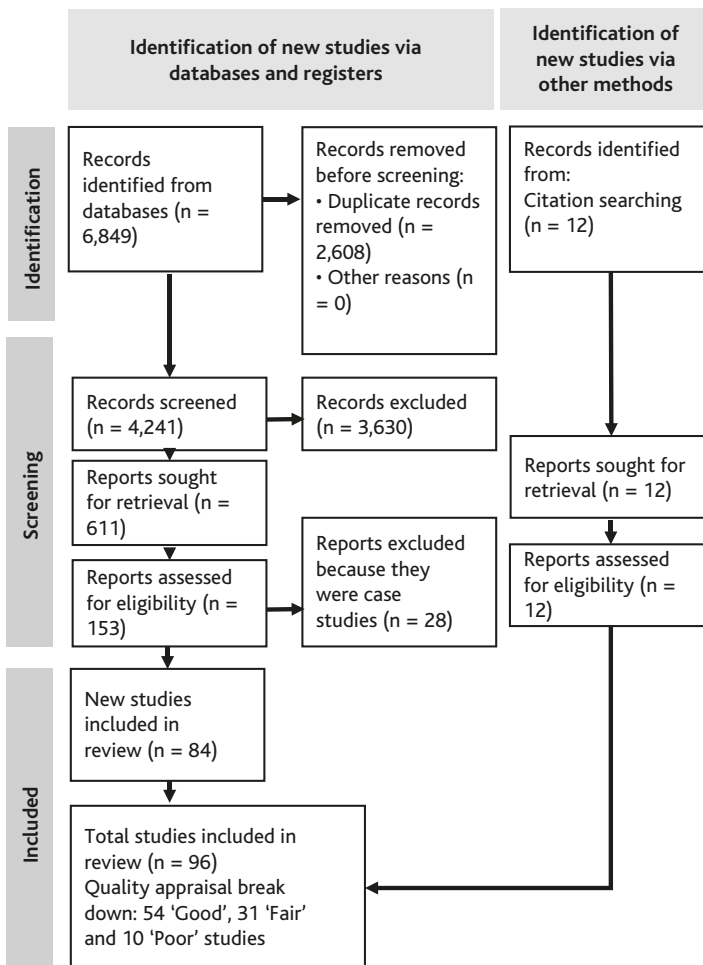 Identification of new studies via
databases and registers
Identification of
new studies via
other methods
Identification
Records
identified from
databases (n =
6,849)
Records removed
before screening:
• Duplicate records
removed (n =
2,608)
• Other reasons (n
= 0)
Records identified
from:
Citation searching
(n = 12)
Screening
Records screened
(n = 4,241)
Records excluded
(n = 3,630)
Reports sought
for retrieval (n =
611)
Reports sought for
retrieval (n = 12)
Reports assessed
for eligibility (n =
153)
Reports excluded
because they
were case
studies (n = 28)
Reports assessed
for eligibility (n =
12)
Included
New studies
included in
review (n = 84)
Total studies included in
review (n = 96)
Quality appraisal break
down: 54 ‘Good’, 31 ‘Fair’
and 10 ‘Poor’ studies